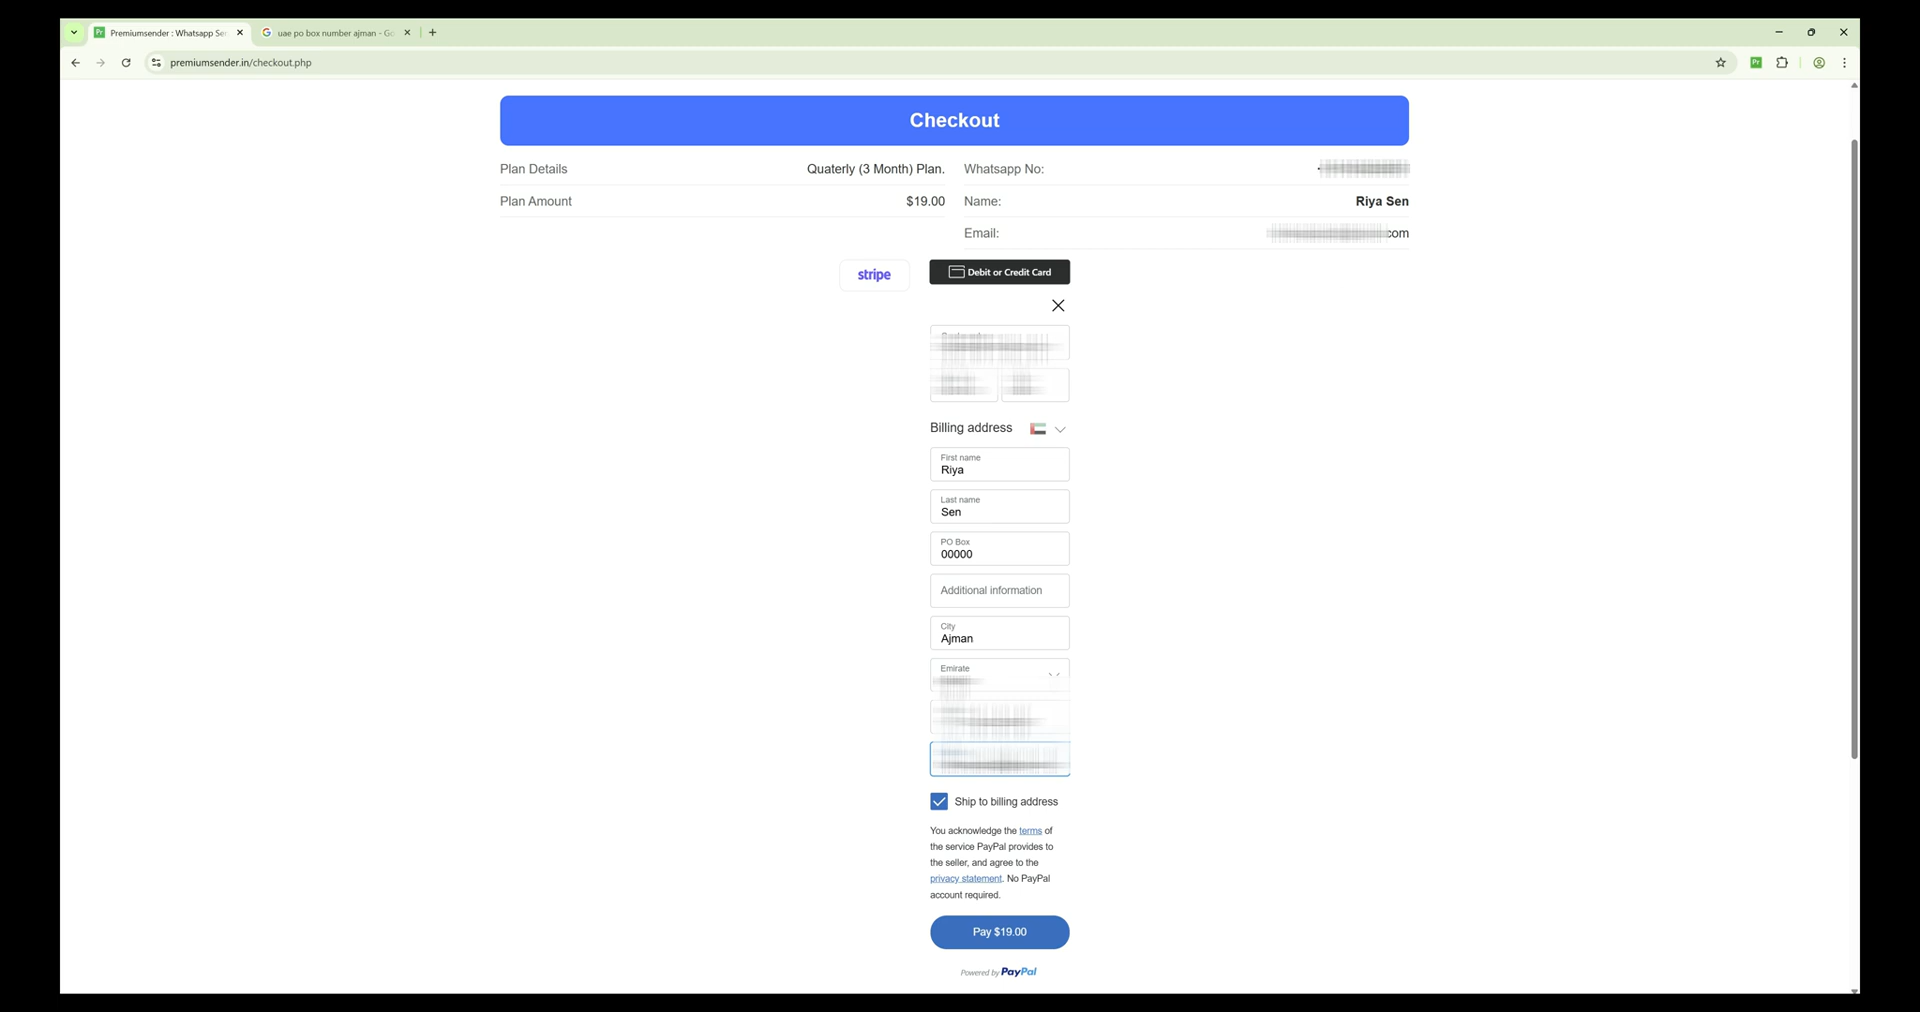 Premiumsender : Whatsapp Se
uae po box number ajman - Go
premiumsender.in/checkout.php
Checkout
Plan Details
Quaterly (3 Month) Plan.
Whatsapp No:
Plan Amount
$19.00
Name:
Riya Sen
Email:
com
stripe
Debit or Credit Card
Billing address
First name
Riya
Last name
Sen
PO Box
00000
Additional information
City
Ajman
Emirate
Ship to billing address
You acknowledge the terms of
the service PayPal provides to
the seller, and agree to the
privacy statement. No PayPal
account required.
Pay $19.00
Powered by PayPal